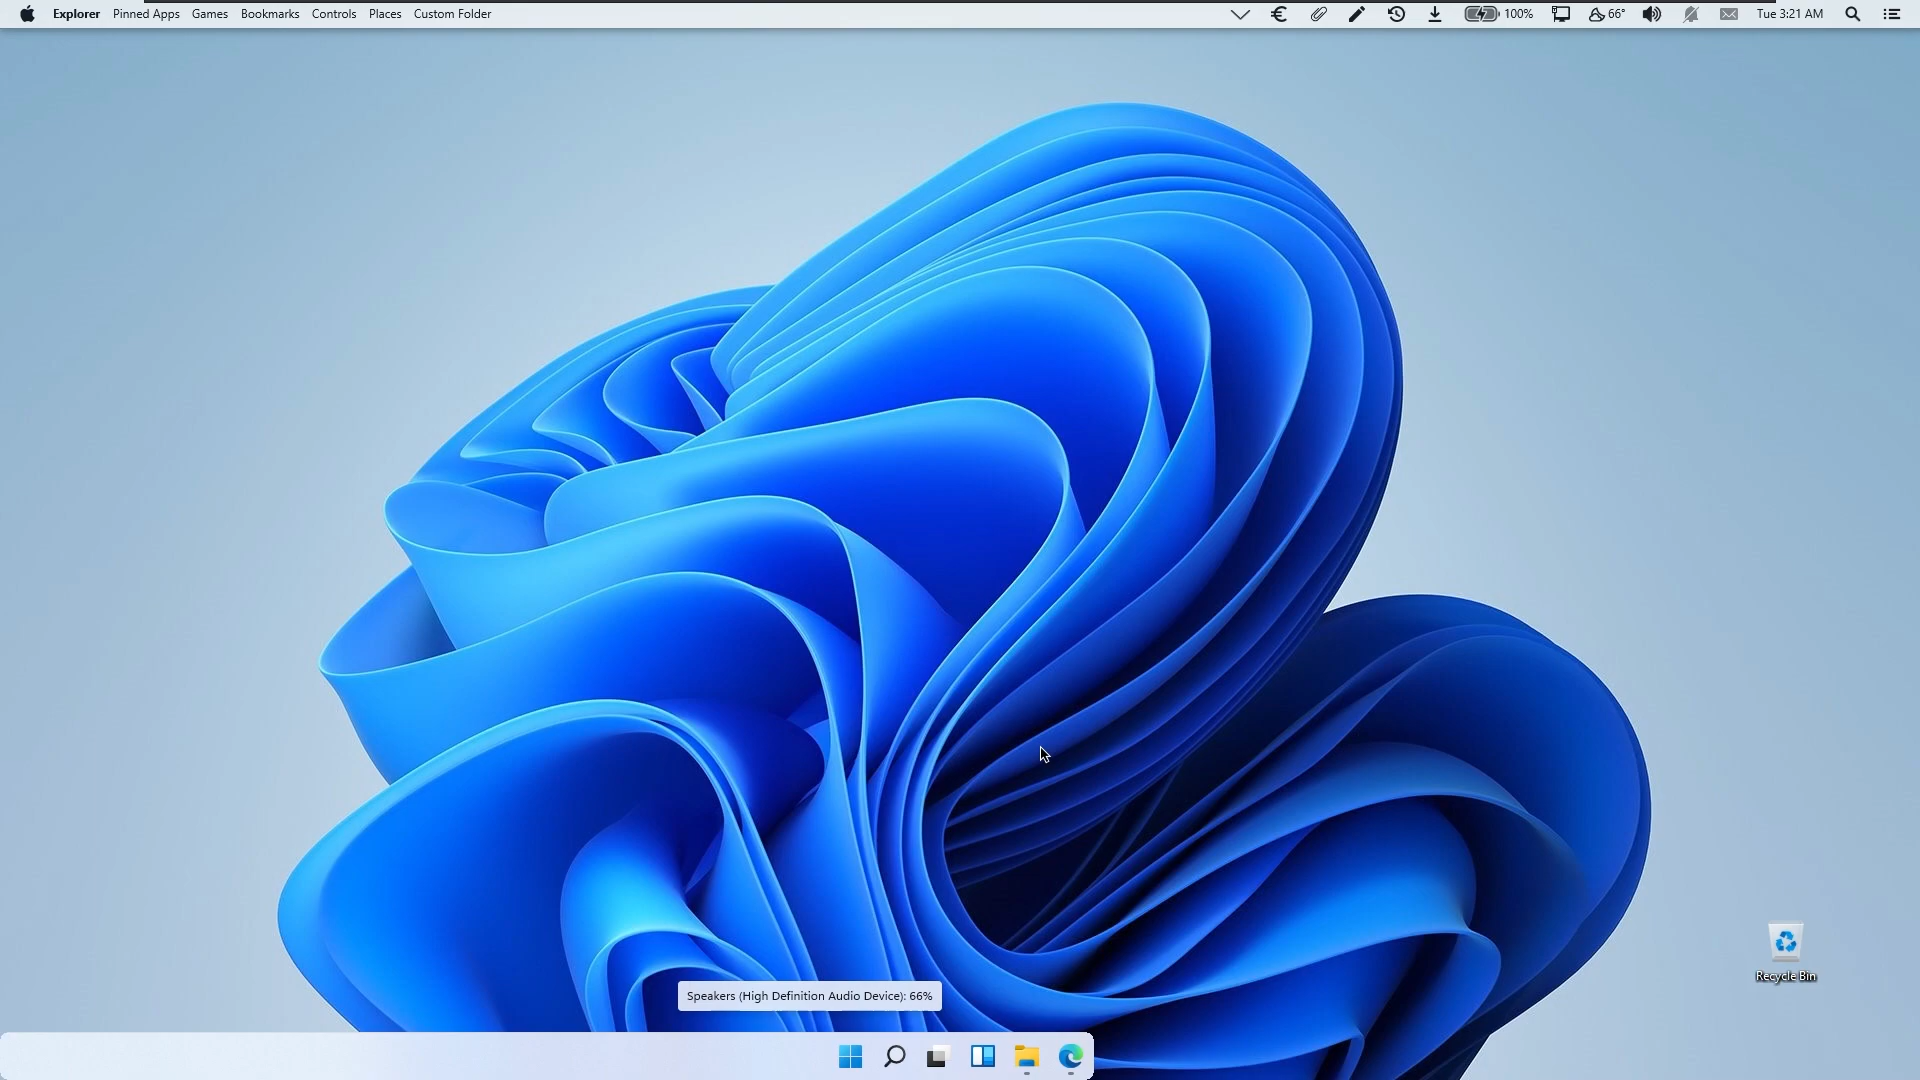 Explorer Pinned Apps Games Bookmarks Controls Places Custom Folder 100% 66° Tue 3:21 AM
Recycle Bin
Speakers (High Definition Audio Device): 66%